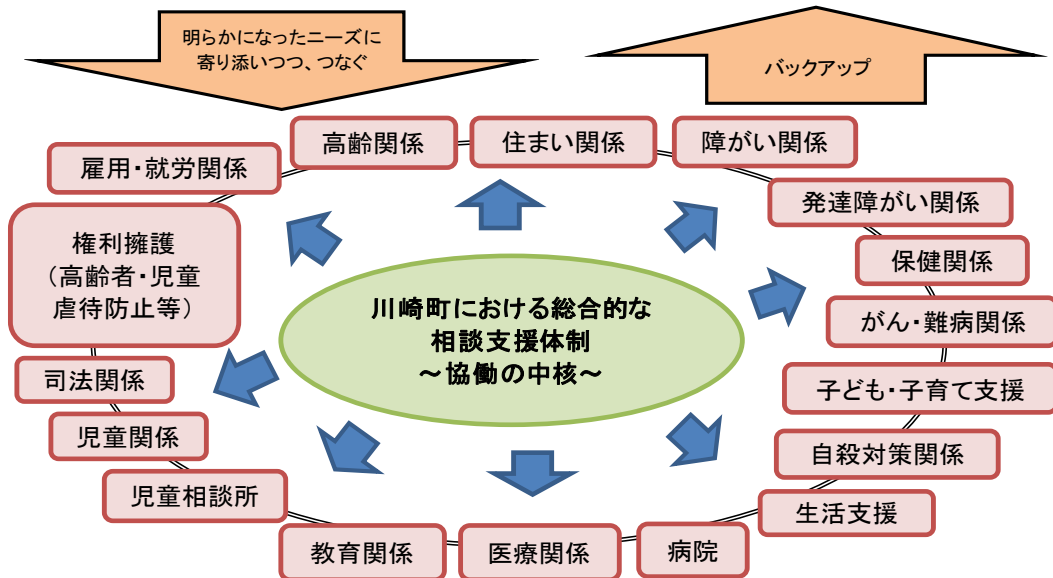 明らかになったニーズに
寄り添いつつ、つなぐ
バックアップ
高齢関係
住まい関係
障がい関係
雇用・就労関係
発達障がい関係
権利擁護
（高齢者・児童
虐待防止等）
保健関係
がん・難病関係
川崎町における総合的な
相談支援体制
～協働の中核～
司法関係
子ども・子育て支援
児童関係
自殺対策関係
児童相談所
生活支援
教育関係
医療関係
病院